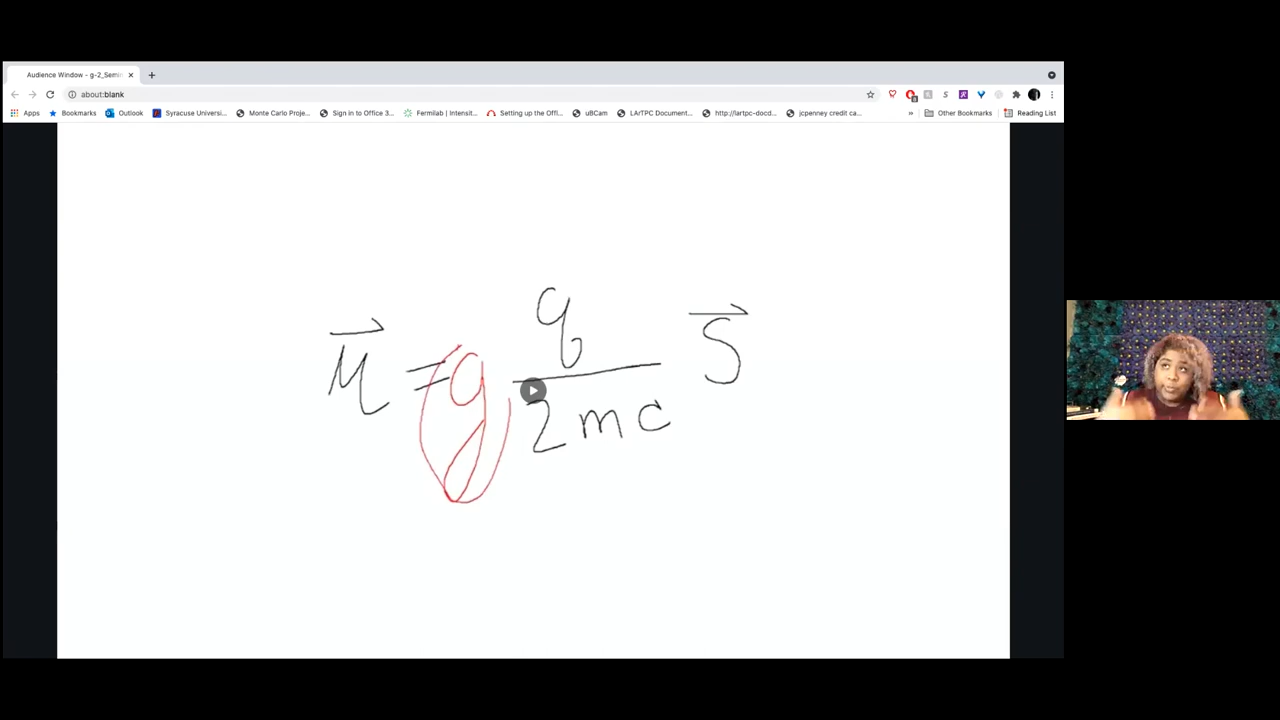 Audience Window - g-2_Semin
about:blank
Apps Bookmarks Outlook Syracuse Universi... Monte Carlo Proje... Sign in to Office 3... Fermilab | Intensit... Setting up the Offl... uBCam LArTPC Document... http://lartpc-docd... jcpenney credit ca... » Other Bookmarks Reading List
μ⃗ = g q/2mc S⃗